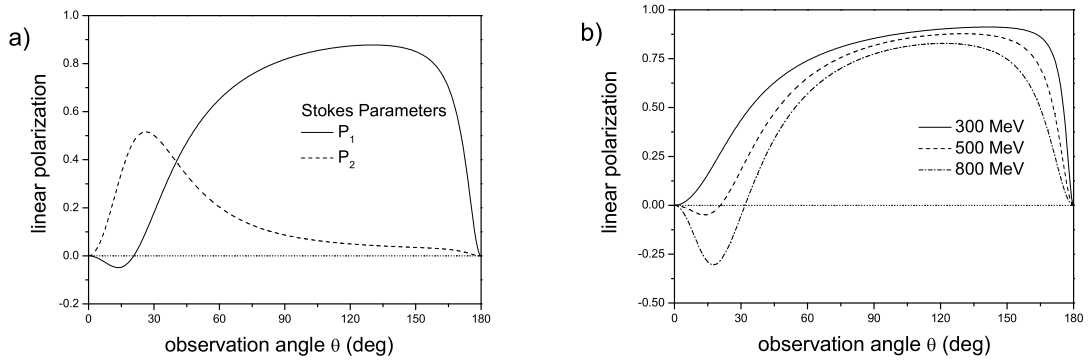 a)
1.0
0.8
0.6
0.4
0.2
0.0
-0.2
linear polarization
Stokes Parameters
P1
P2
0 30 60 90 120 150 180
observation angle θ (deg)
b)
1.00
0.75
0.50
0.25
0.00
-0.25
-0.50
linear polarization
300 MeV
500 MeV
800 MeV
0 30 60 90 120 150 180
observation angle θ (deg)